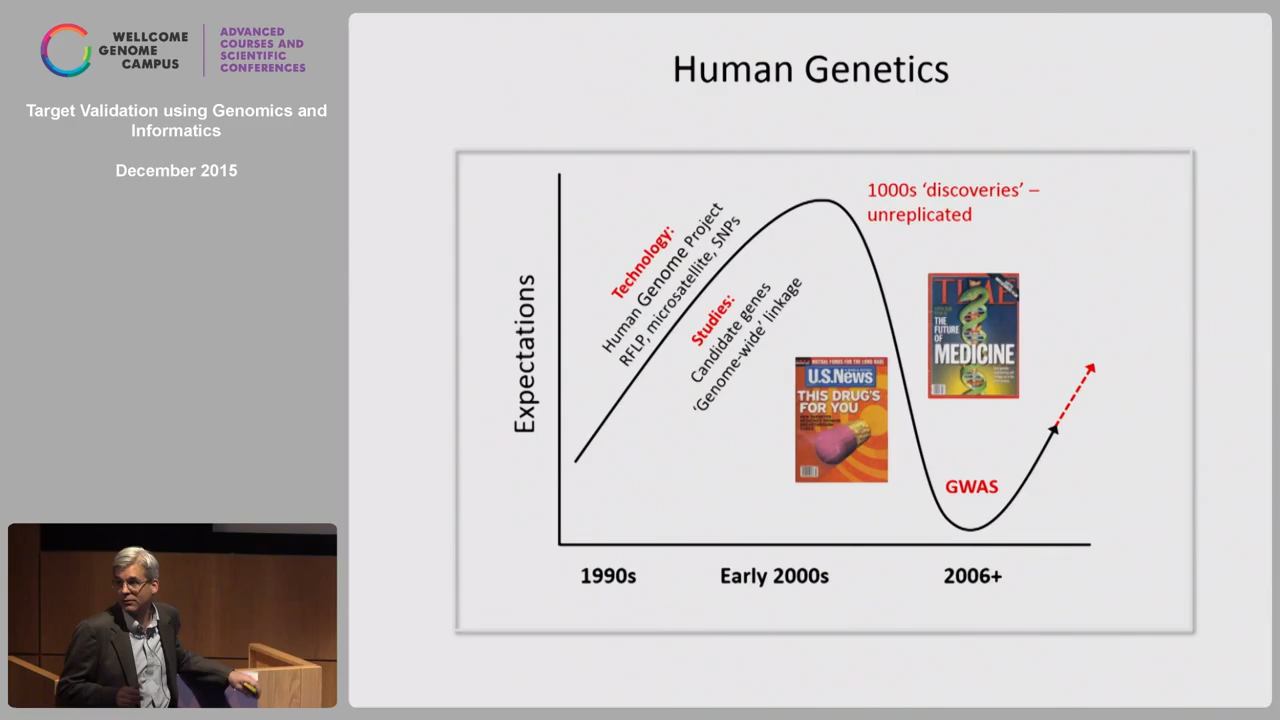 WELLCOME
GENOME
CAMPUS
ADVANCED
COURSES AND
SCIENTIFIC
CONFERENCES
Target Validation using Genomics and
Informatics
December 2015
Human Genetics
Expectations
Technology:
Human Genome Project
RFLP, microsatellite, SNPs
Studies:
Candidate genes
‘Genome-wide’ linkage
1000s ‘discoveries’ –
unreplicated
TIME
THE
FUTURE
OF
MEDICINE
U.S.News
THIS DRUG'S
FOR YOU
GWAS
1990s
Early 2000s
2006+